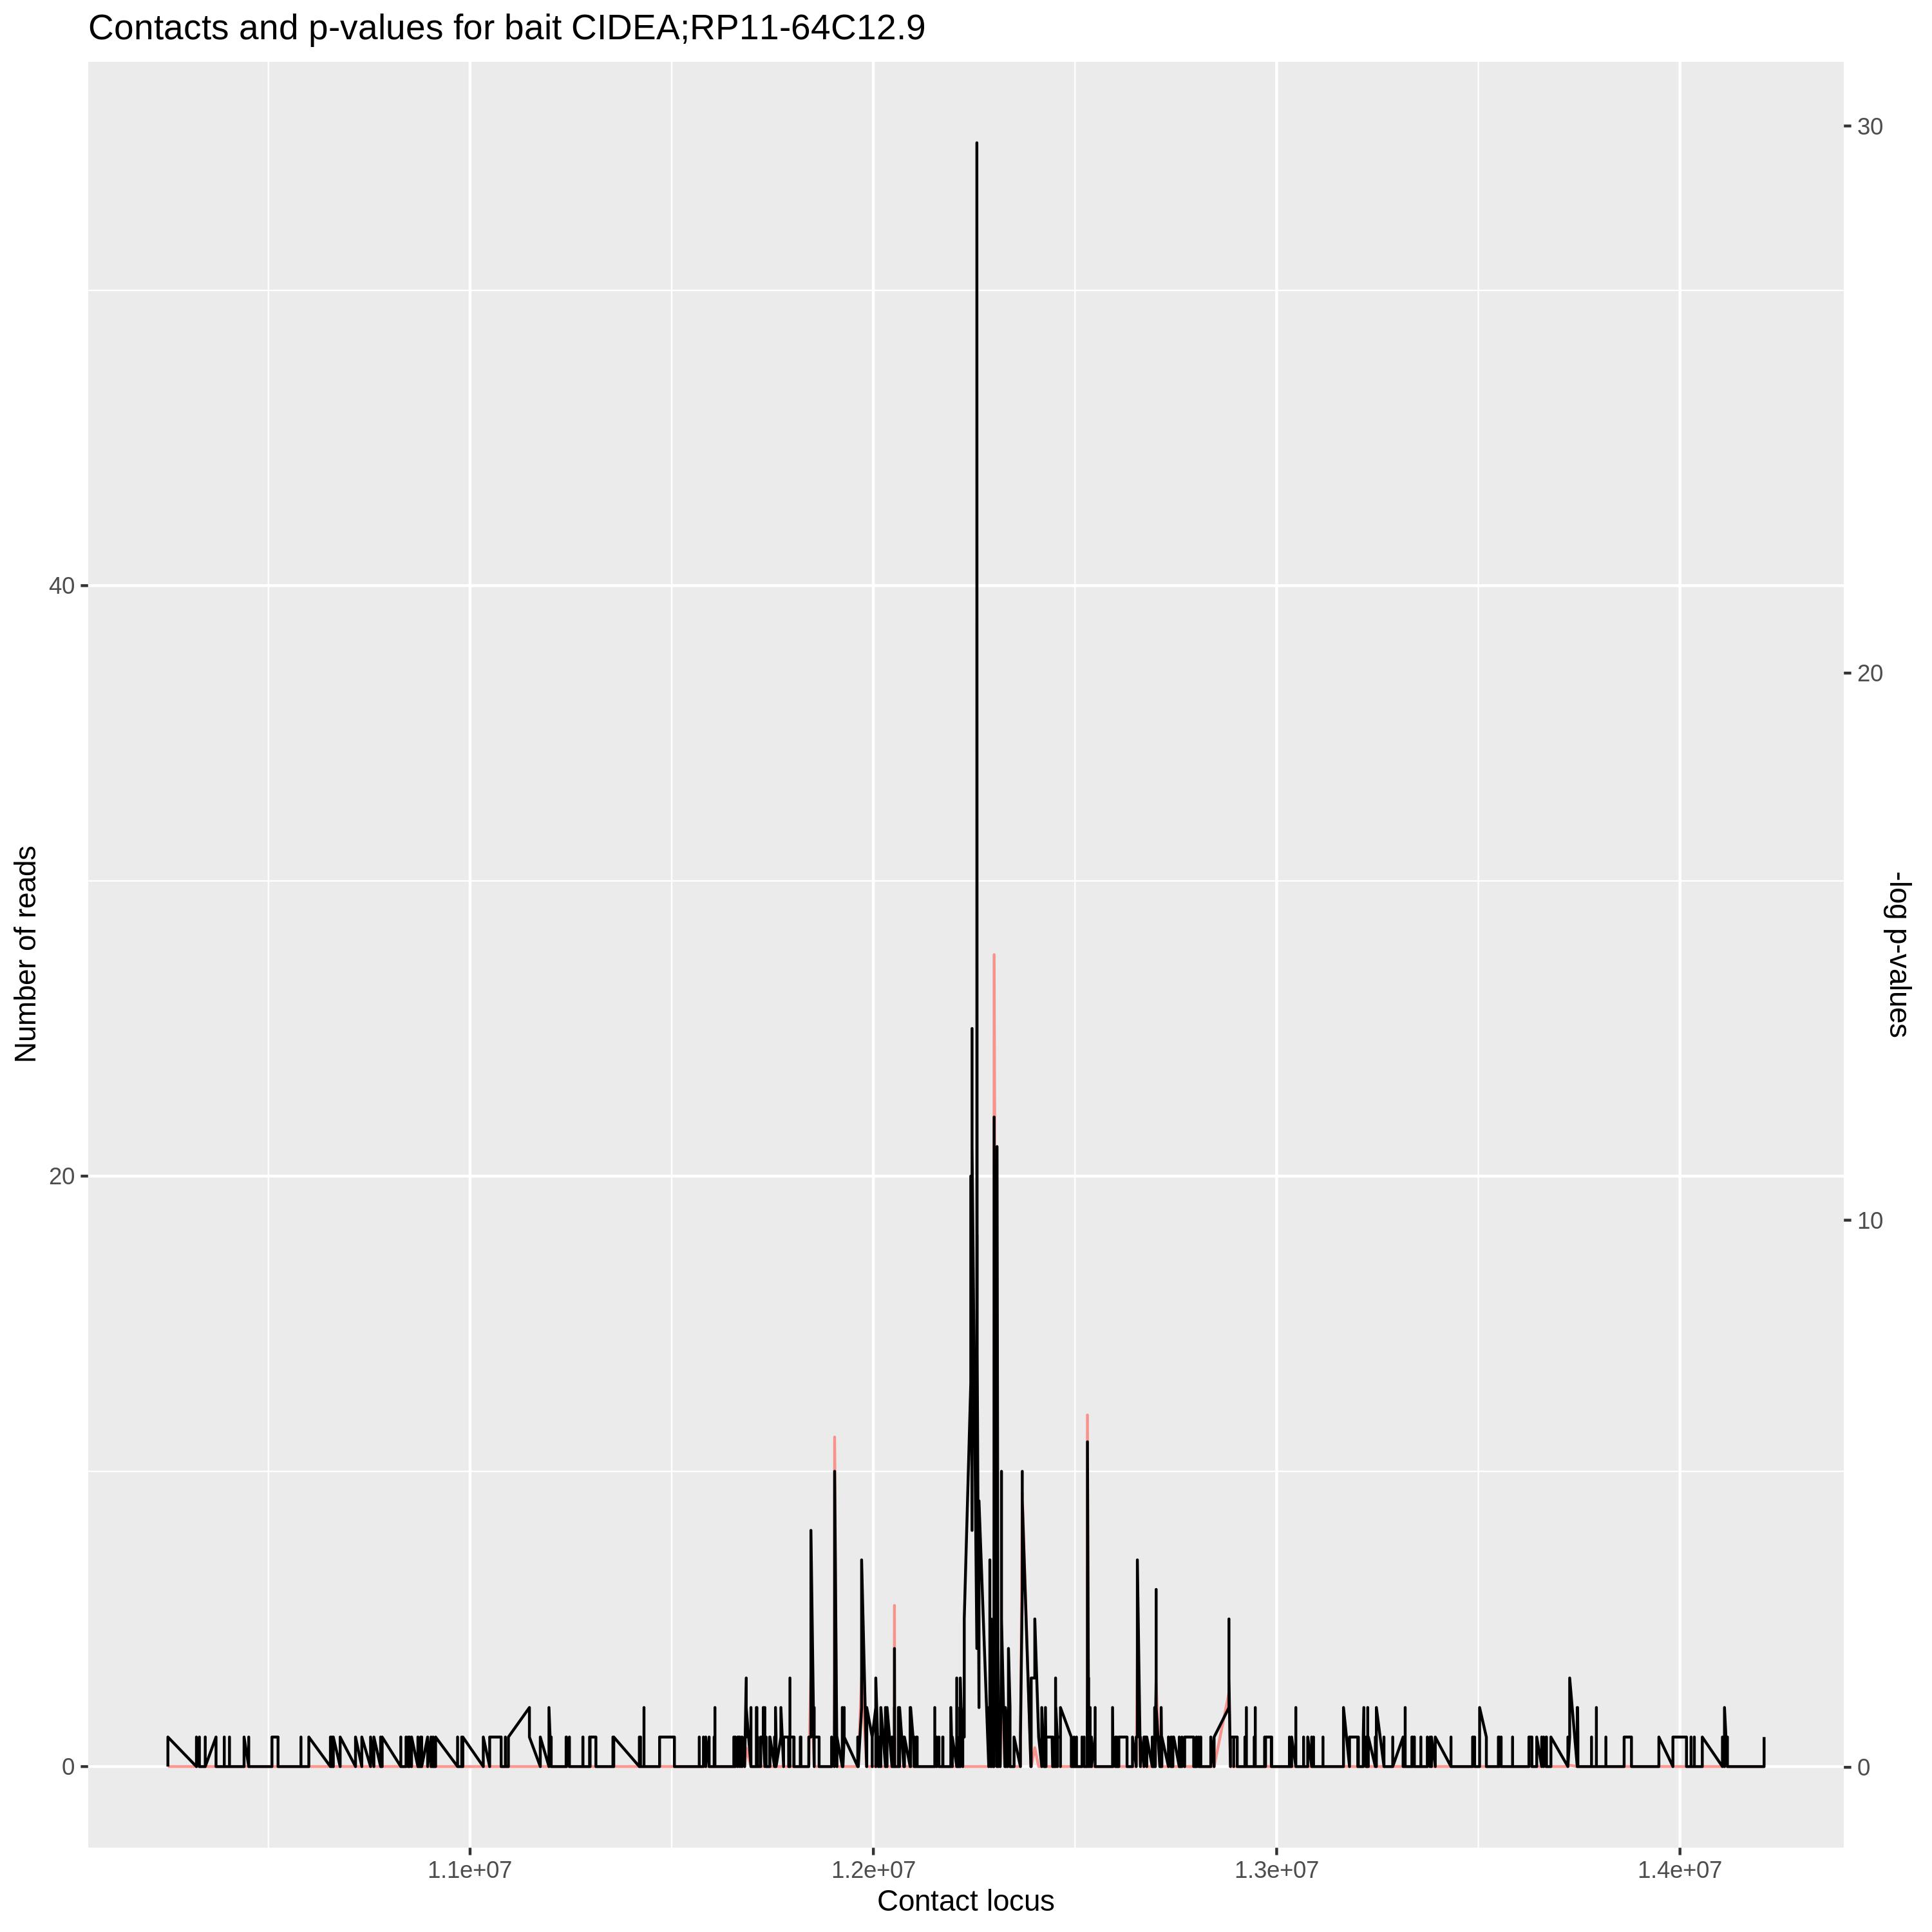 Contacts and p-values for bait CIDEA;RP11-64C12.9
30
40
20
20
10
0
0
Number of reads
-log p-values
1.1e+07
1.2e+07
1.3e+07
1.4e+07
Contact locus